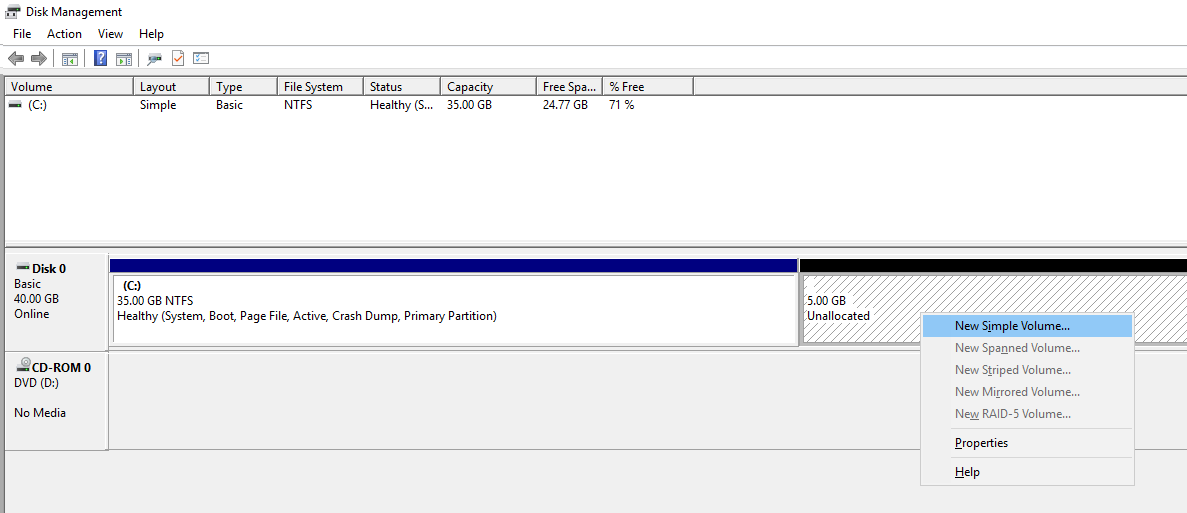 Disk Management
File Action View Help
Volume Layout Type File System Status Capacity Free Spa... % Free
(C:) Simple Basic NTFS Healthy (S... 35.00 GB 24.77 GB 71 %
Disk 0
Basic
40.00 GB
Online
(C:)
35.00 GB NTFS
Healthy (System, Boot, Page File, Active, Crash Dump, Primary Partition)
5.00 GB
Unallocated
New Simple Volume...
New Spanned Volume...
New Striped Volume...
New Mirrored Volume...
New RAID-5 Volume...
Properties
Help
CD-ROM 0
DVD (D:)
No Media